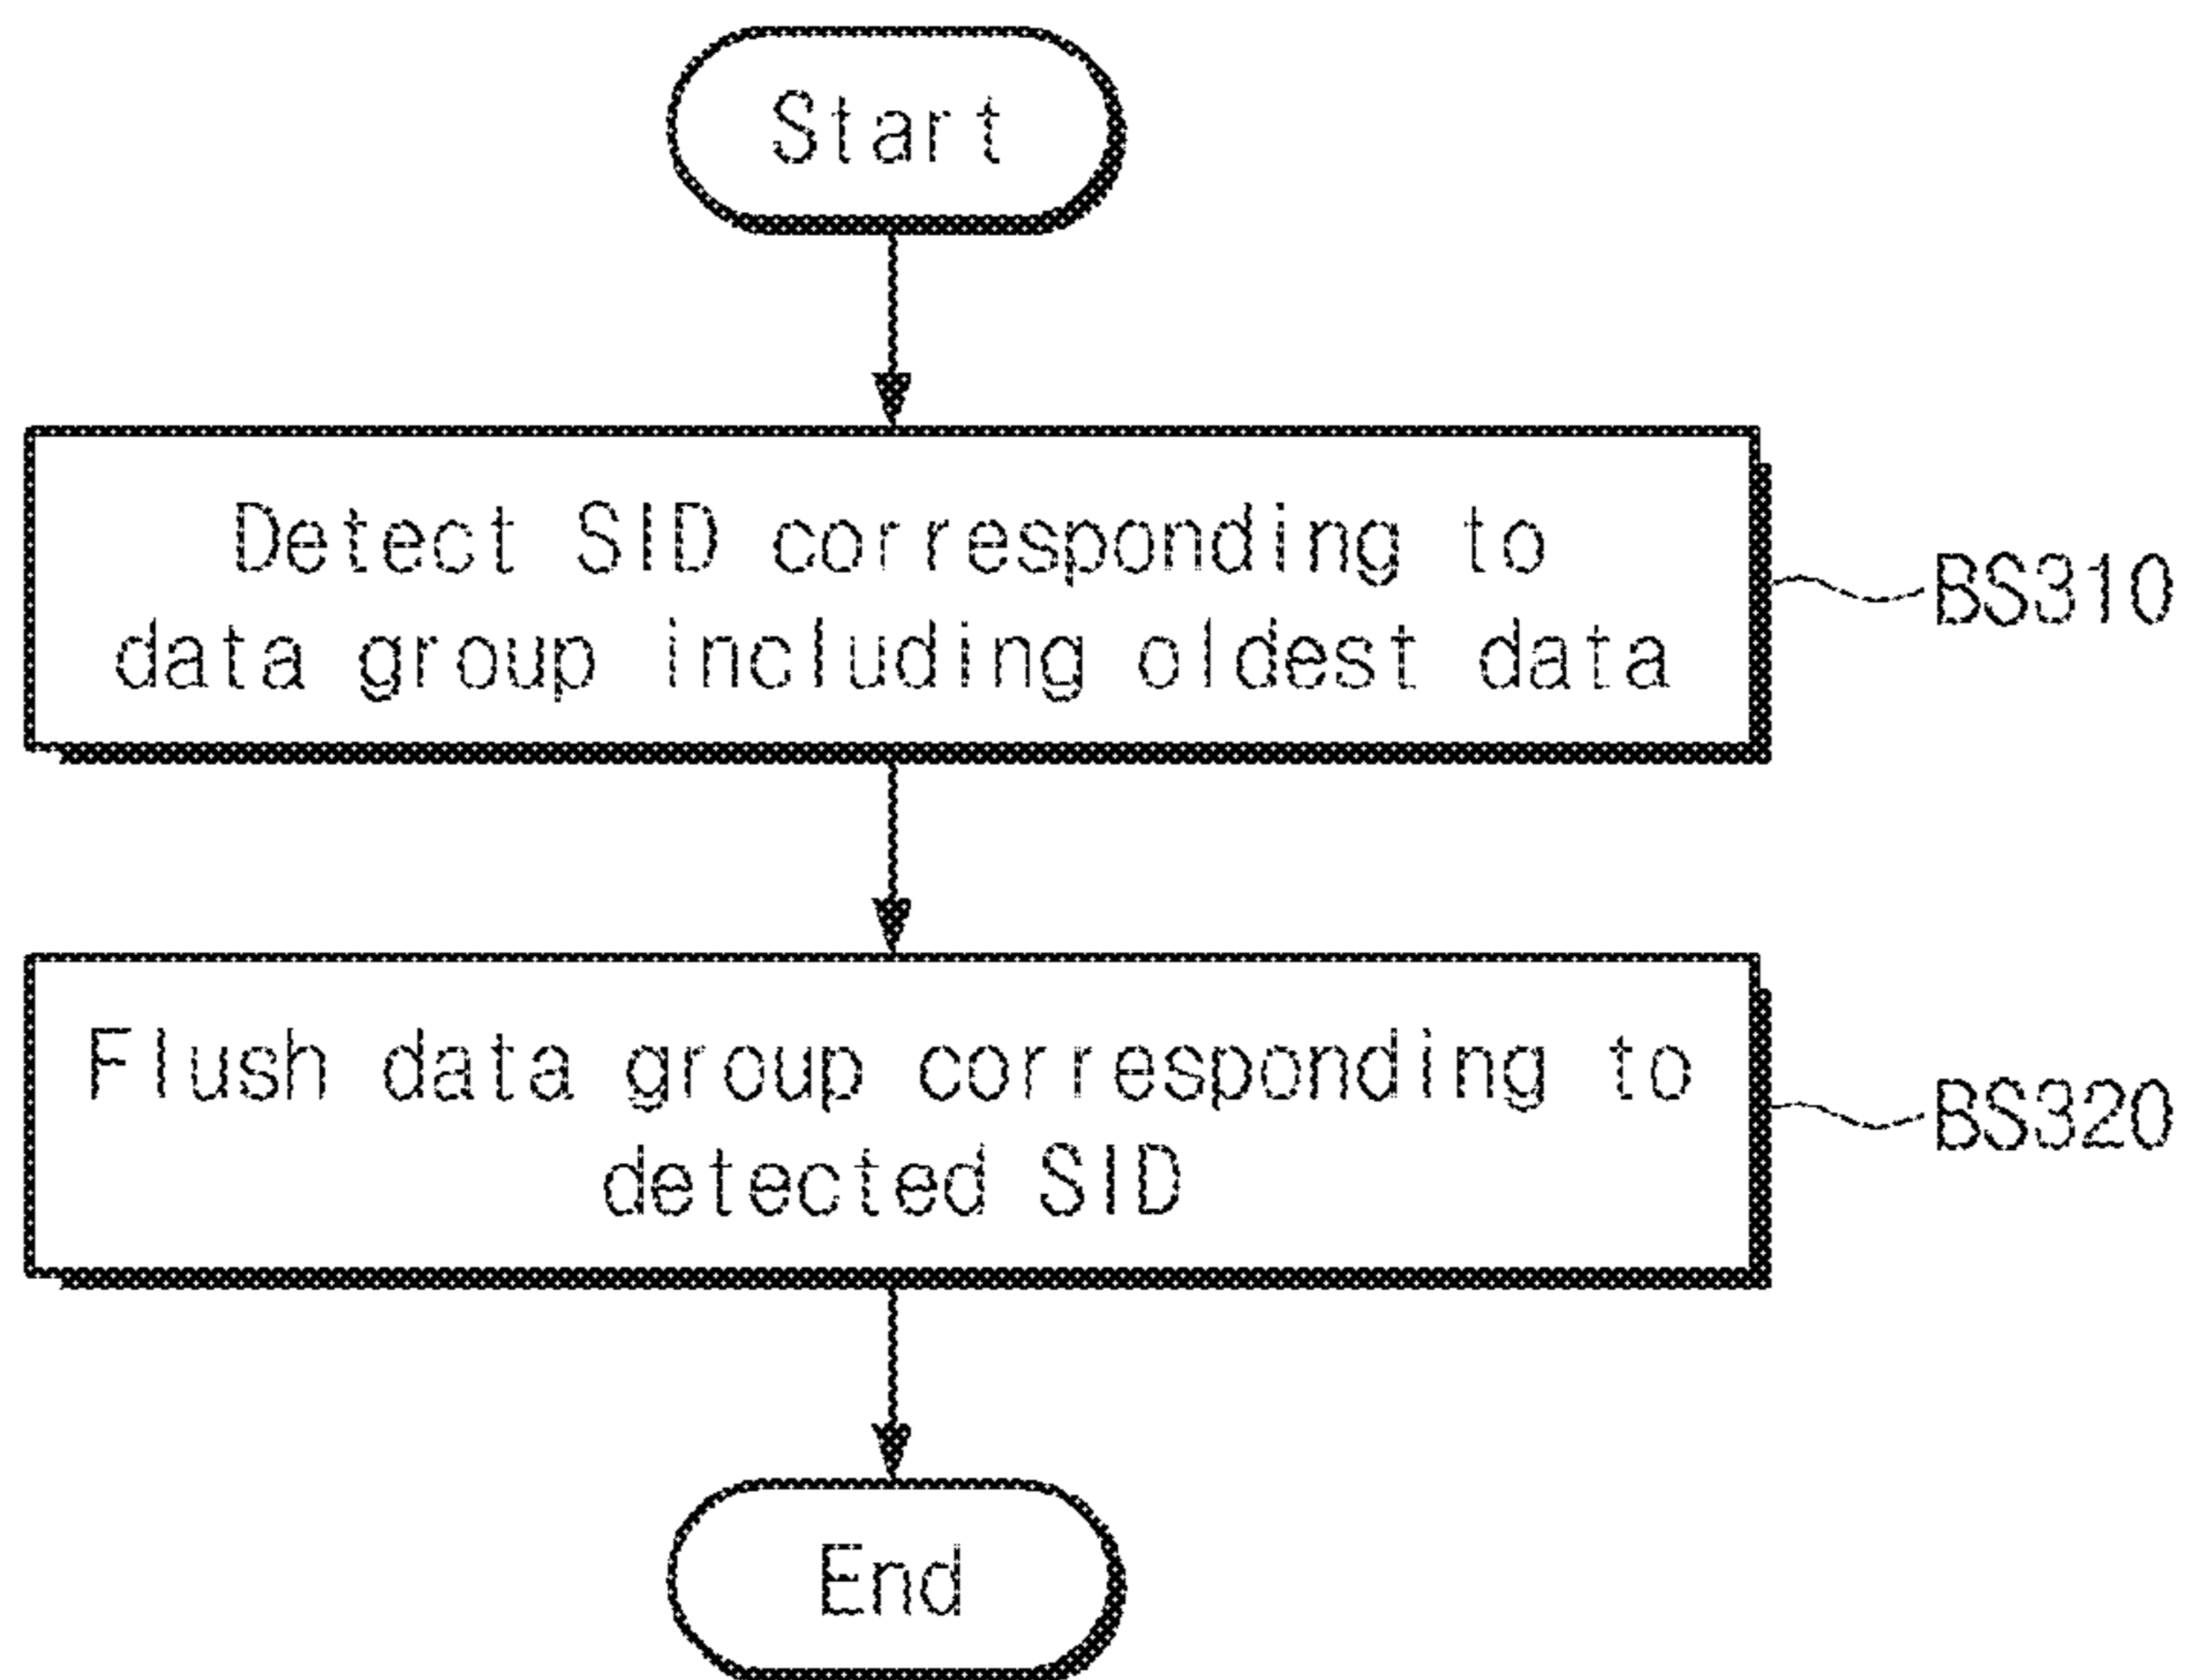 Start
Detect SID corresponding to
data group including oldest data
BS310
Flush data group corresponding to
detected SID
BS320
End